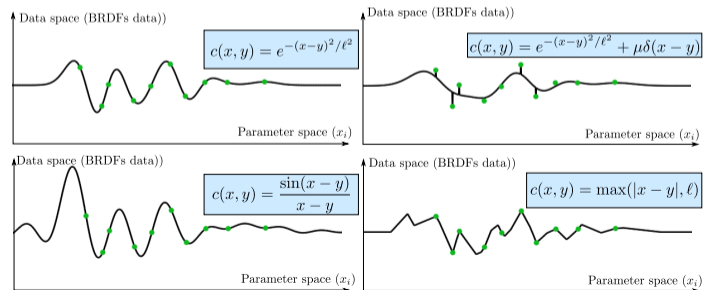 Data space (BRDFs data))
c(x, y) = e^{-(x-y)^2/ℓ^2}
Parameter space (x_i)
Data space (BRDFs data))
c(x, y) = e^{-(x-y)^2/ℓ^2} + μδ(x − y)
Parameter space (x_i)
Data space (BRDFs data))
c(x, y) = \frac{sin(x − y)}{x − y}
Parameter space (x_i)
Data space (BRDFs data))
c(x, y) = max(|x − y|, ℓ)
Parameter space (x_i)